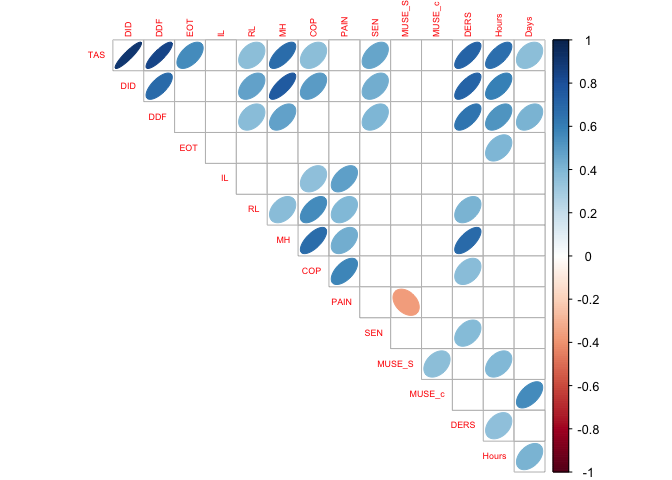 DID DDF EOT IL RL MH COP PAIN SEN MUSE_S MUSE_c DERS Hours Days
TAS
DID
DDF
EOT
IL
RL
MH
COP
PAIN
SEN
MUSE_S
MUSE_c
DERS
Hours
1
0.8
0.6
0.4
0.2
0
-0.2
-0.4
-0.6
-0.8
-1